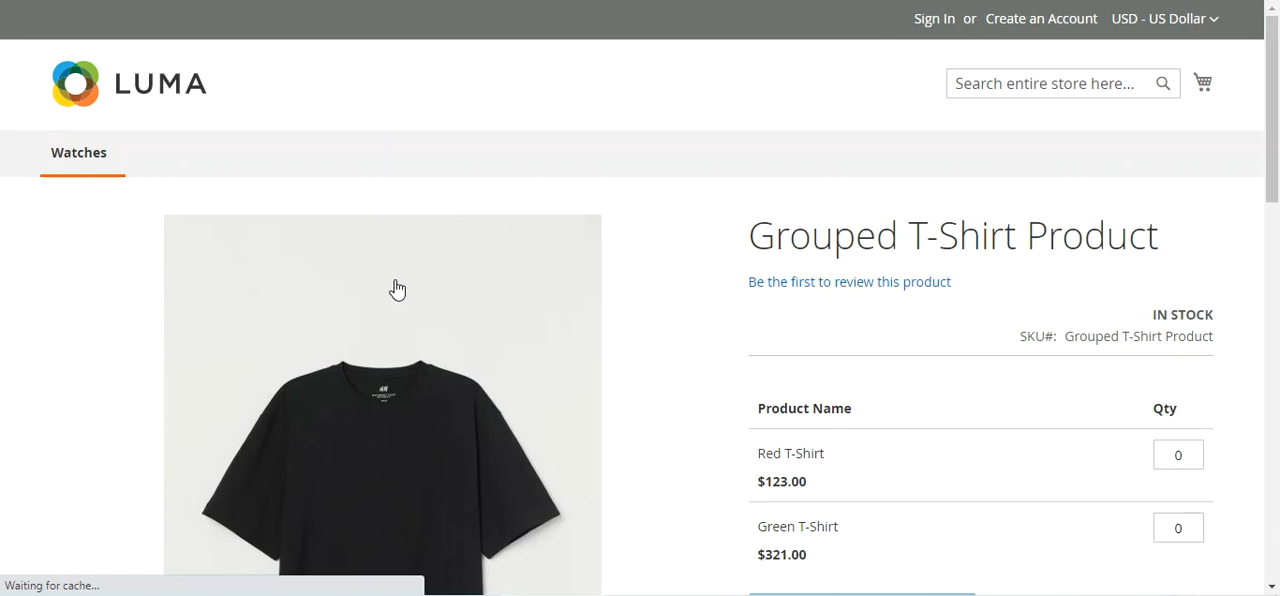 Sign In or Create an Account USD - US Dollar
LUMA
Search entire store here...
Watches
Grouped T-Shirt Product
Be the first to review this product
IN STOCK
SKU#: Grouped T-Shirt Product
Product Name Qty
Red T-Shirt
0
$123.00
Green T-Shirt
0
$321.00
Waiting for cache...